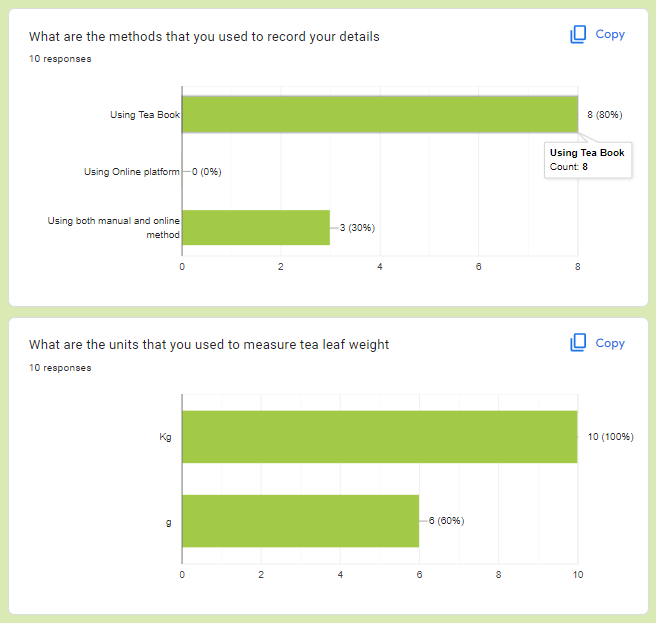 What are the methods that you used to record your details
Copy
10 responses
Using Tea Book
8 (80%)
Using Tea Book
Count: 8
Using Online platform
0 (0%)
Using both manual and online
method
3 (30%)
0 2 4 6 8
What are the units that you used to measure tea leaf weight
Copy
10 responses
Kg
10 (100%)
g
6 (60%)
0 2 4 6 8 10